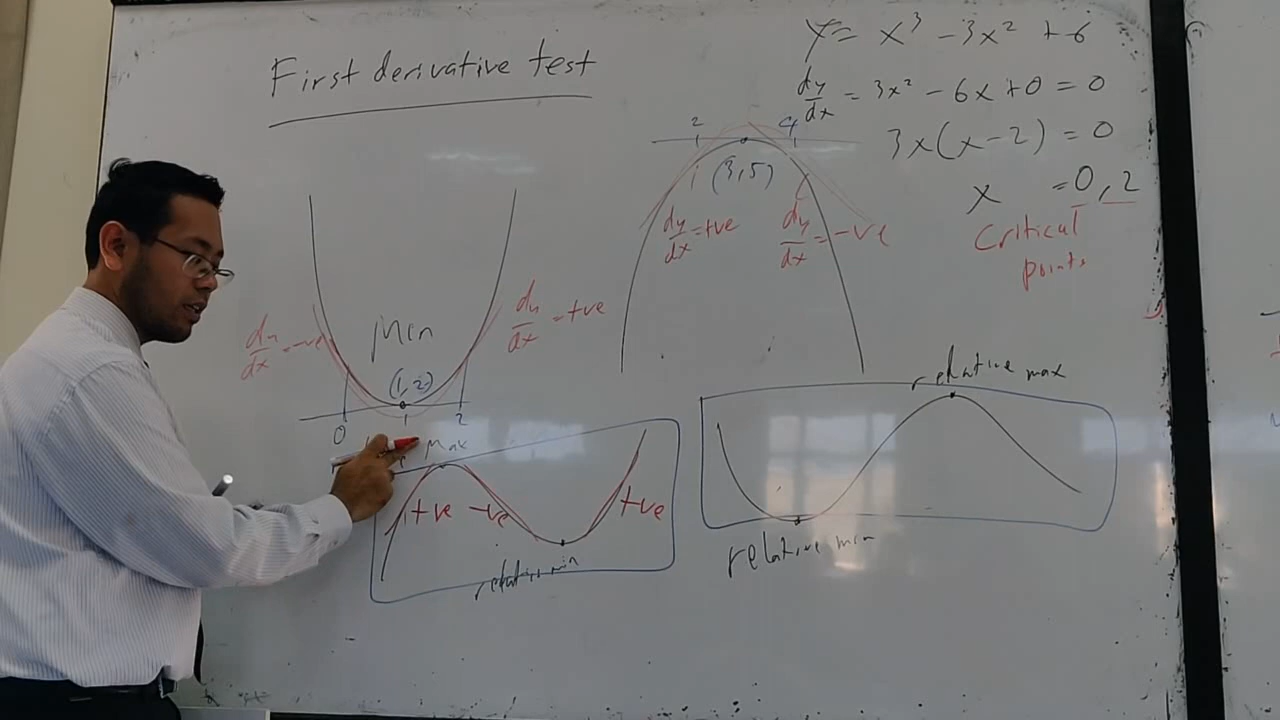 First derivative test
y = x³ - 3x² + 6
dy/dx = 3x² - 6x + 0 = 0
3x(x-2) = 0
x = 0, 2
Critical
points
2 4
(3,5)
dy/dx = +ve
dy/dx = -ve
dy/dx = -ve
Min
dy/dx = +ve
(1,2)
0 1 2
Max
+ve -ve +ve
relative min
relative max
relative min